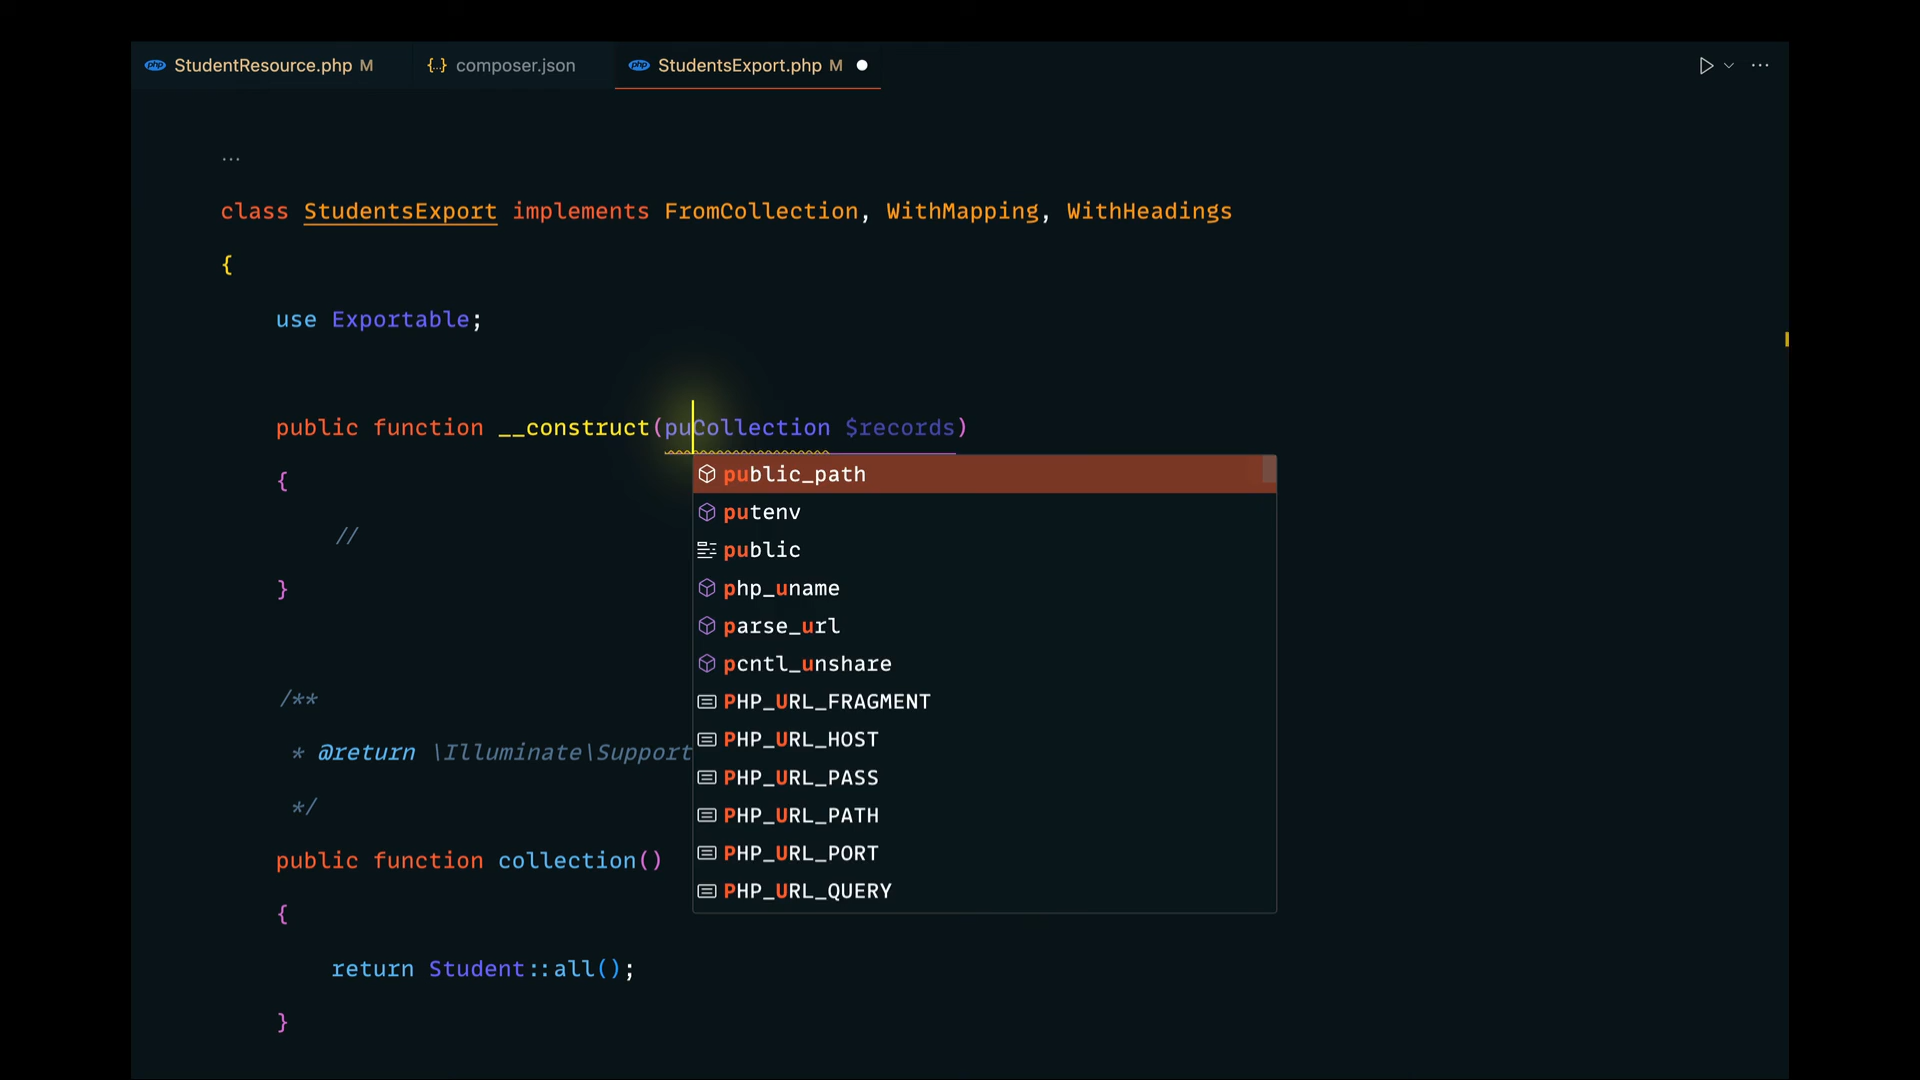 StudentResource.php M
{..} composer.json
StudentsExport.php M
...
class StudentsExport implements FromCollection, WithMapping, WithHeadings
{
use Exportable;
public function __construct(puCollection $records)
{
//
}
public_path
putenv
public
php_uname
parse_url
pcntl_unshare
PHP_URL_FRAGMENT
PHP_URL_HOST
PHP_URL_PASS
PHP_URL_PATH
PHP_URL_PORT
PHP_URL_QUERY
/**
* @return \Illuminate\Support
*/
public function collection()
{
return Student::all();
}